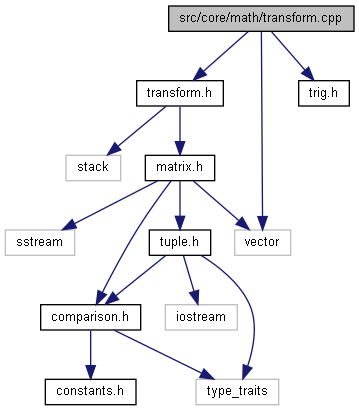 src/core/math/transform.cpp
transform.h
trig.h
stack
matrix.h
sstream
tuple.h
vector
comparison.h
iostream
constants.h
type_traits